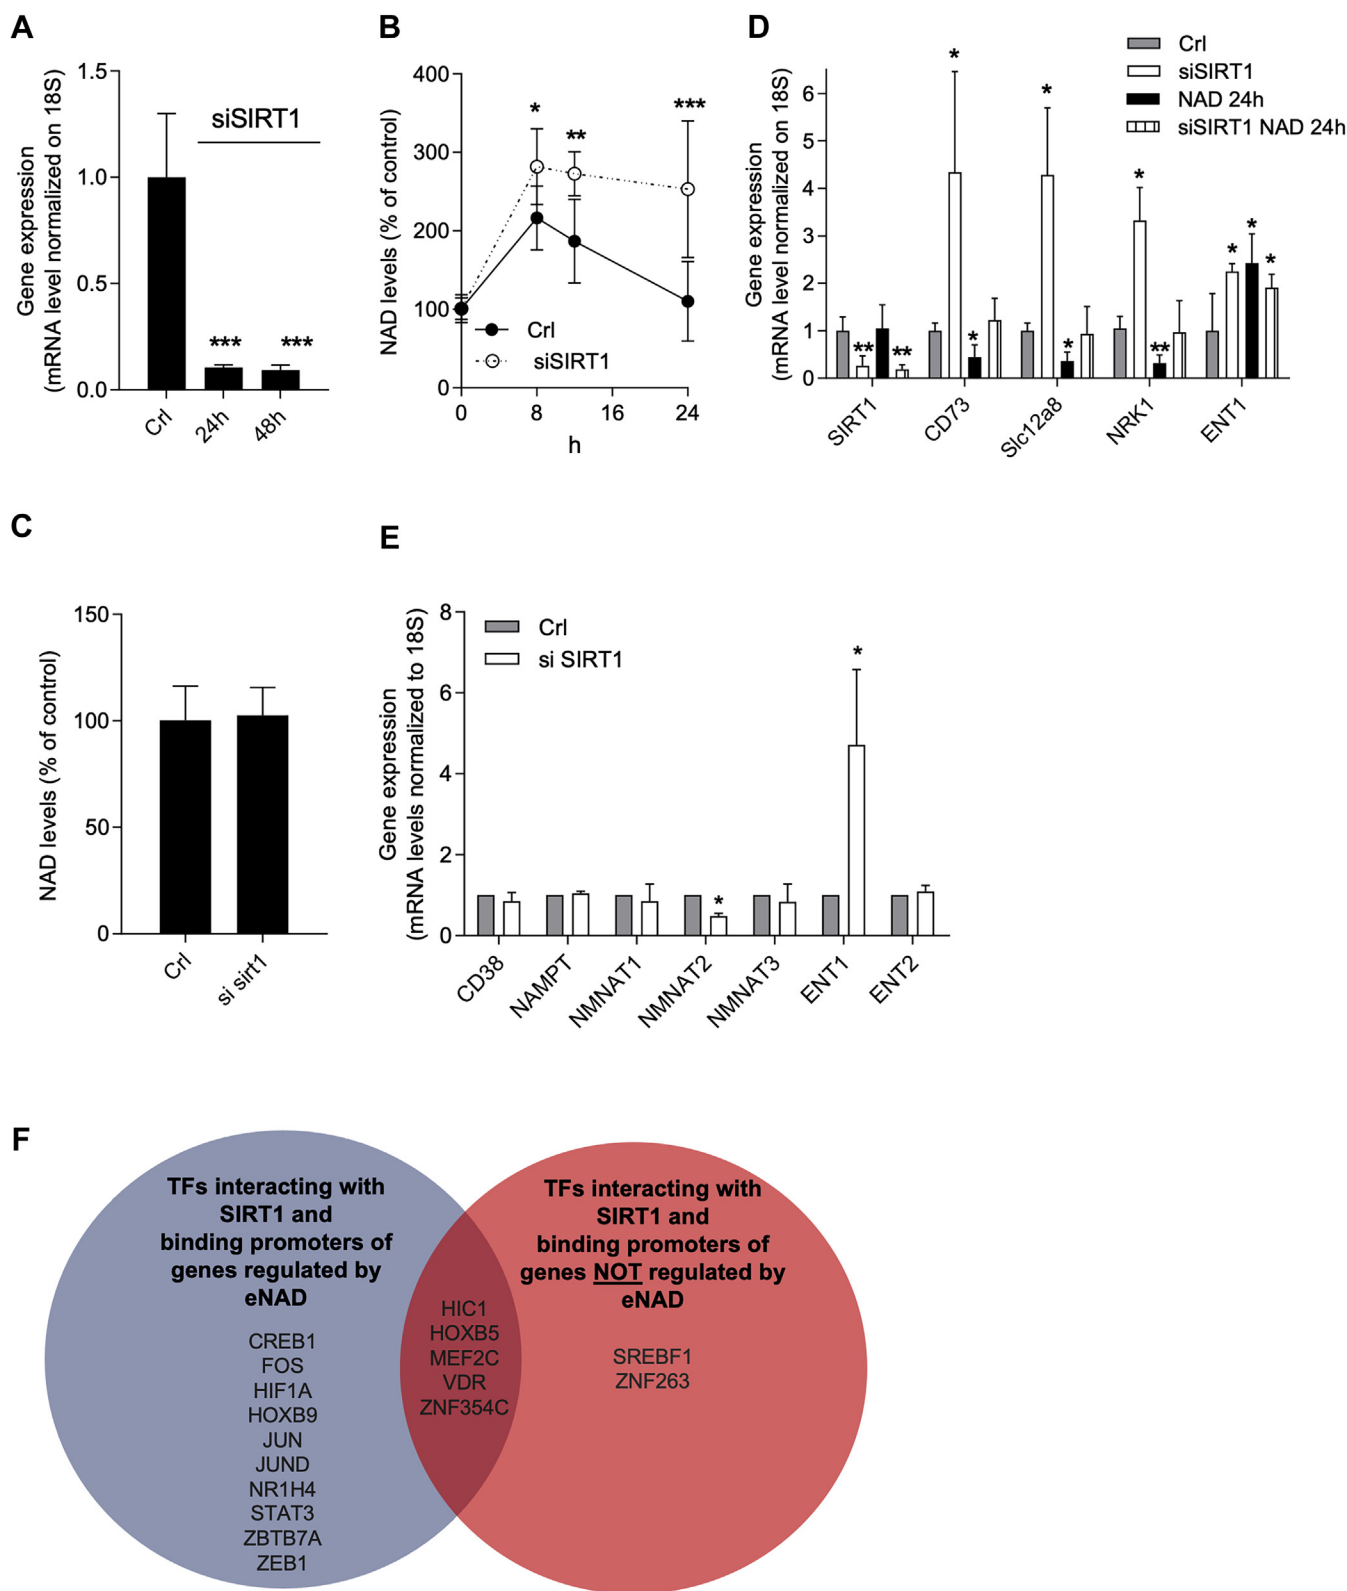 A
Gene expression
(mRNA level normalized on 18S)
1.5
1.0
0.5
0.0
siSIRT1
***
***
Crl
24h
48h
B
NAD levels (% of control)
400
300
200
100
0
*
**
***
Crl
siSIRT1
0
8
16
24
h
D
Gene expression
(mRNA level normalized on 18S)
6
5
4
3
2
1
0
Crl
siSIRT1
NAD 24h
siSIRT1 NAD 24h
**
**
*
*
*
*
*
**
*
*
*
SIRT1
CD73
Slc12a8
NRK1
ENT1
C
NAD levels (% of control)
150
100
50
0
Crl
si sirt1
E
Gene expression
(mRNA levels normalized to 18S)
8
6
4
2
0
Crl
si SIRT1
*
*
CD38
NAMPT
NMNAT1
NMNAT2
NMNAT3
ENT1
ENT2
F
TFs interacting with
SIRT1 and
binding promoters of
genes regulated by
eNAD
CREB1
FOS
HIF1A
HOXB9
JUN
JUND
NR1H4
STAT3
ZBTB7A
ZEB1
HIC1
HOXB5
MEF2C
VDR
ZNF354C
TFs interacting with
SIRT1 and
binding promoters of
genes NOT regulated by
eNAD
SREBF1
ZNF263